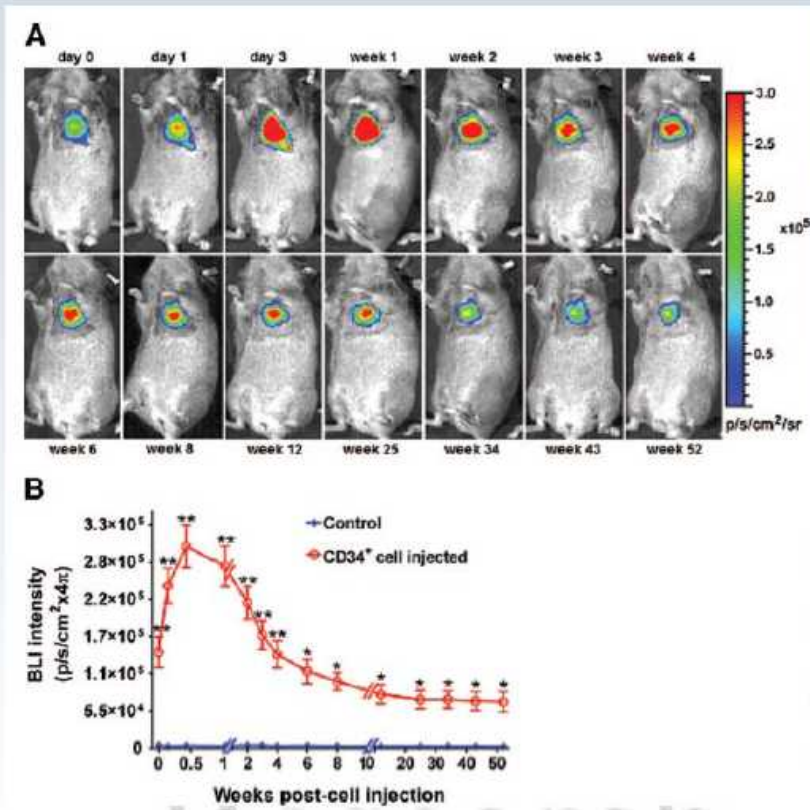 A
day 0 day 1 day 3 week 1 week 2 week 3 week 4
3.0
2.5
2.0
x10⁵
1.5
1.0
0.5
p/s/cm²/sr
week 6 week 8 week 12 week 25 week 34 week 43 week 52
B
BLI intensity
(p/s/cm²x4π)
3.3×10⁵
2.8×10⁵
2.2×10⁵
1.7×10⁵
1.1×10⁵
5.5×10⁴
0
** ** ** ** ** ** ** * * * * * * *
Control
CD34⁺ cell injected
0 0.5 1 2 4 6 8 10 20 30 40 50
Weeks post-cell injection